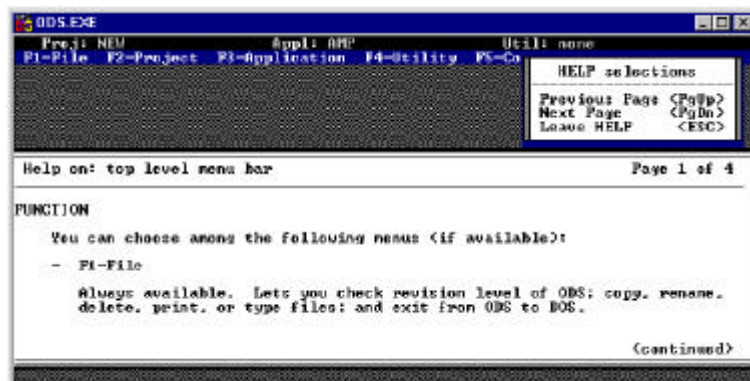 ODS.EXE
Proj: NEW Appl: AMP Util: none
F1-File F2-Project F3-Application F4-Utility F5-Co
HELP selections
Previous Page <PgUp>
Next Page <PgDn>
Leave HELP <ESC>
Help on: top level menu bar Page 1 of 4
FUNCTION
You can choose among the following menus (if available):
- F1-File
Always available. Lets you check revision level of ODS; copy, rename,
delete, print, or type files; and exit from ODS to DOS.
(continued)